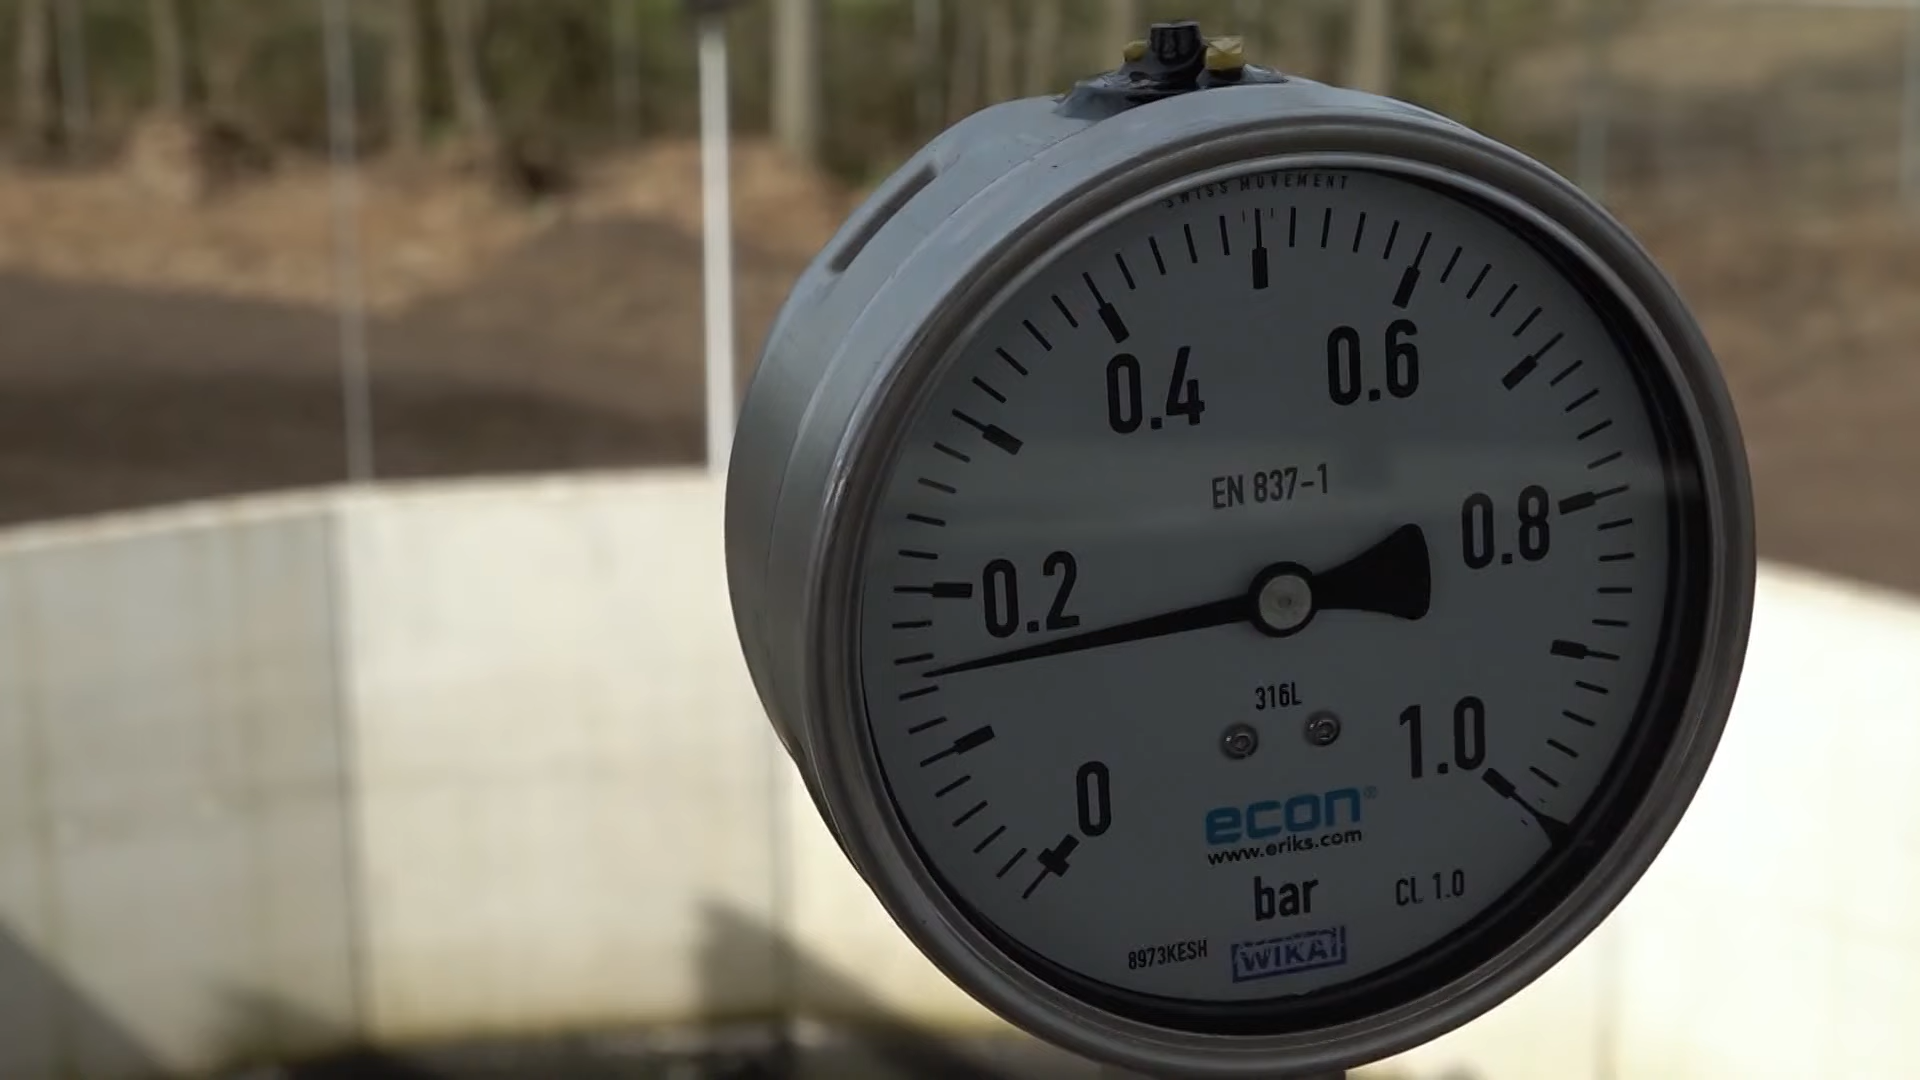 SWISS MOVEMENT
0.4
0.6
EN 837-1
0.2
0.8
316L
0
1.0
econ®
www.eriks.com
bar
CL 1.0
8973KESH
WIKAI